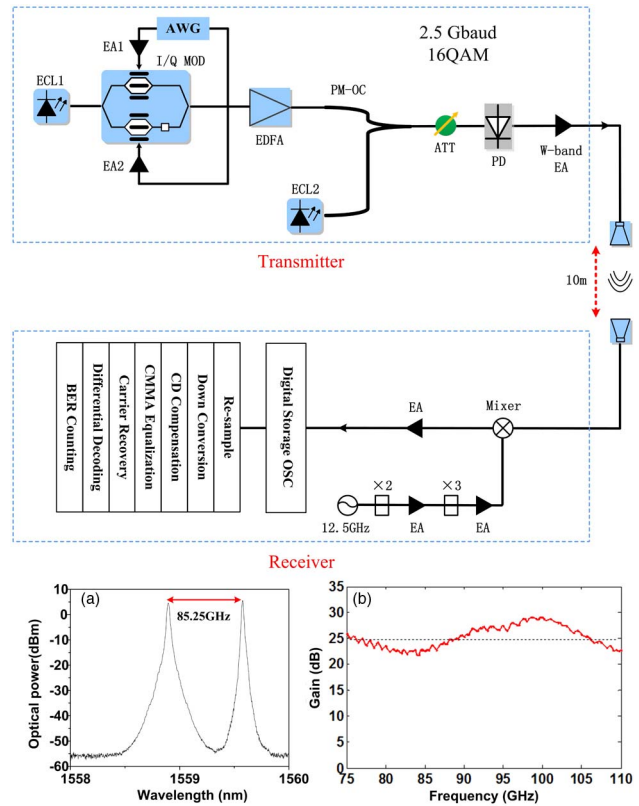 AWG
2.5 Gbaud
16QAM
EA1
I/Q MOD
ECL1
EA2
EDFA
PM-OC
ECL2
ATT
PD
W-band
EA
Transmitter
10m
BER Counting
Differential Decoding
Carrier Recovery
CMMA Equalization
CD Compensation
Down Conversion
Re-sample
Digital Storage OSC
EA
Mixer
×2
×3
12.5GHz
EA
EA
Receiver
(a)
85.25GHz
Optical power(dBm)
10
0
-10
-20
-30
-40
-50
-60
1558
1559
1560
Wavelength (nm)
(b)
Gain (dB)
35
30
25
20
15
10
5
0
75
80
85
90
95
100
105
110
Frequency (GHz)